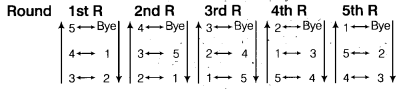 Round 1st R 2nd R 3rd R 4th R 5th R
5↔Bye 4↔Bye 3↔Bye 2↔Bye 1↔Bye
4↔ 1 3↔ 5 2↔ 4 1↔ 3 5↔ 2
3↔ 2 2↔ 1 1↔ 5 5↔ 4 4↔ 3